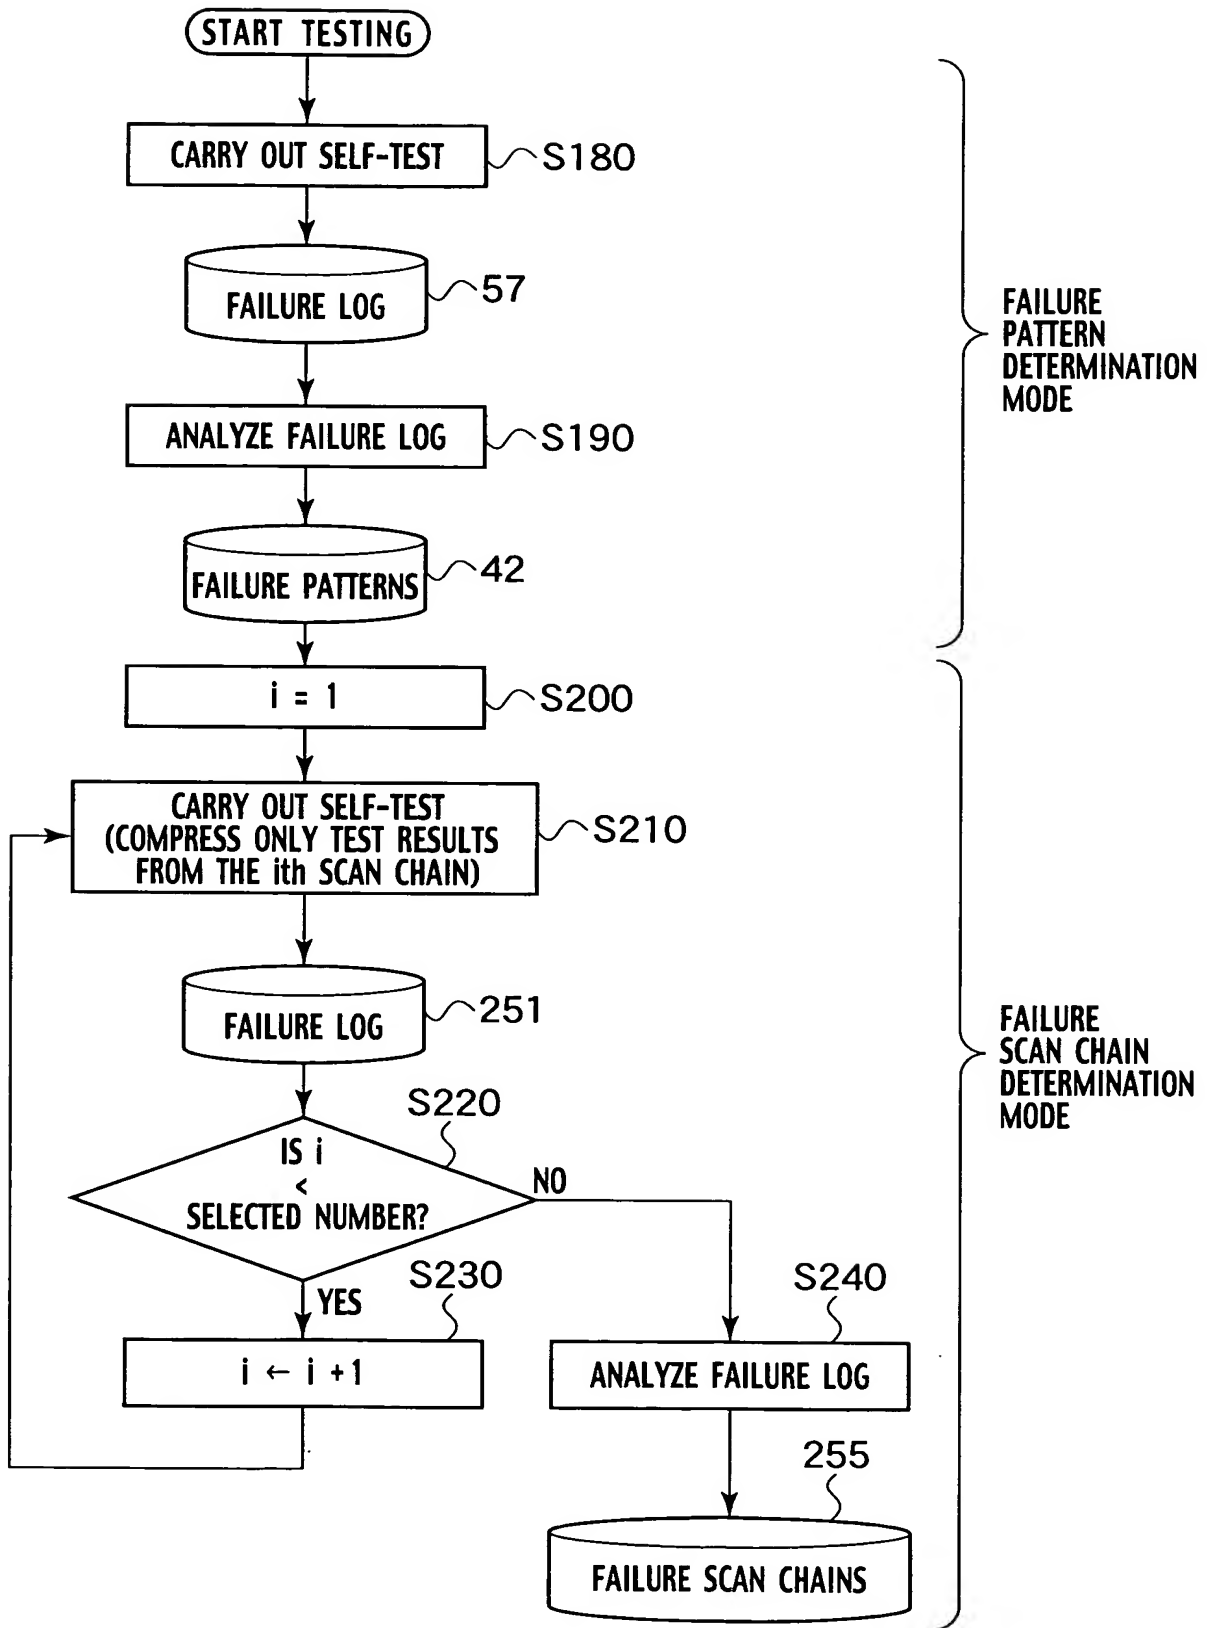 START TESTING
CARRY OUT SELF-TEST
S180
FAILURE LOG
57
FAILURE
PATTERN
DETERMINATION
MODE
ANALYZE FAILURE LOG
S190
FAILURE PATTERNS
42
i = 1
S200
CARRY OUT SELF-TEST
(COMPRESS ONLY TEST RESULTS
FROM THE ith SCAN CHAIN)
S210
FAILURE LOG
251
FAILURE
SCAN CHAIN
DETERMINATION
MODE
S220
IS i
<
SELECTED NUMBER?
NO
YES
S230
i ← i +1
S240
ANALYZE FAILURE LOG
255
FAILURE SCAN CHAINS